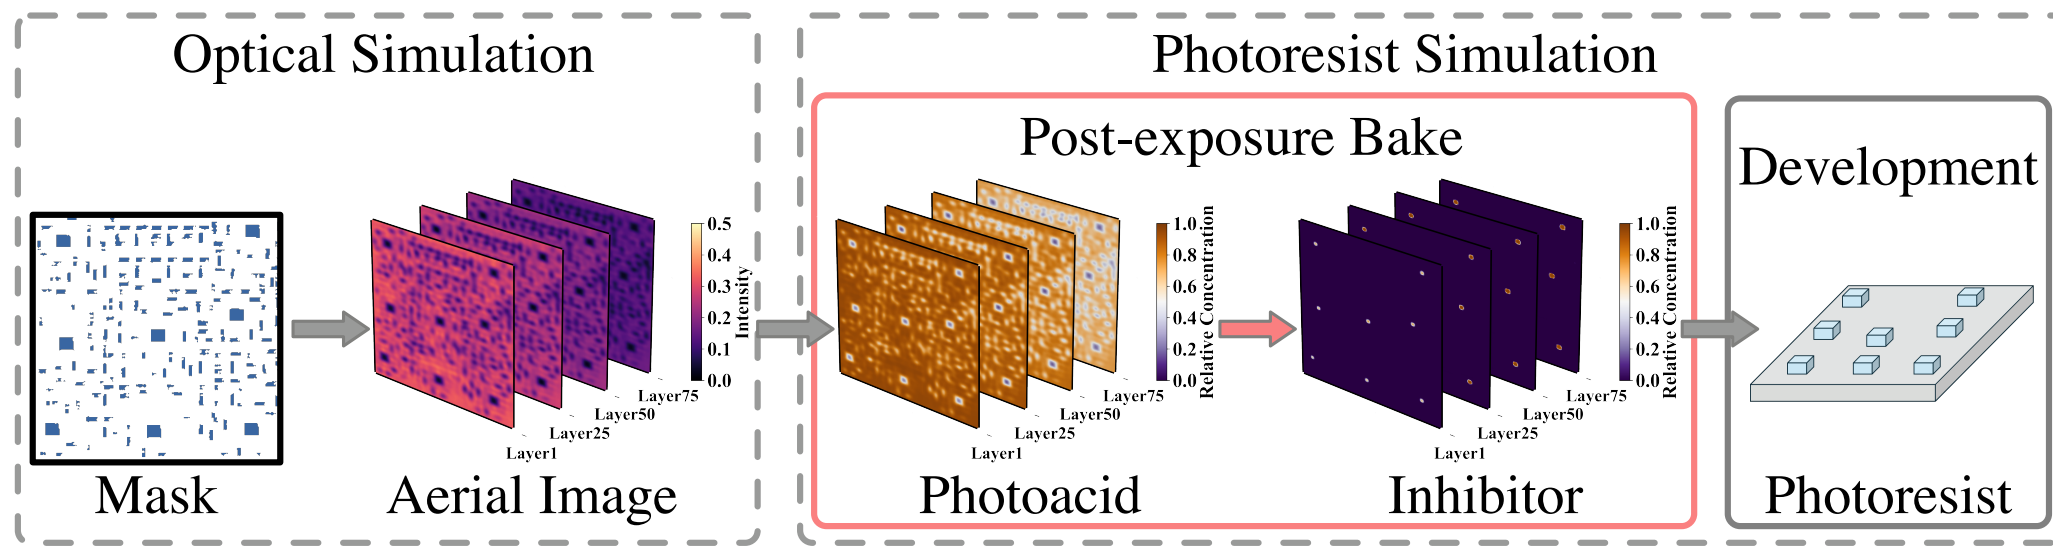 Optical Simulation
Photoresist Simulation
Post-exposure Bake
Development
0.5
0.4
0.3
0.2
0.1
0.0
Intensity
Layer75
Layer50
Layer25
Layer1
1.0
0.8
0.6
0.4
0.2
0.0
Relative Concentration
Layer75
Layer50
Layer25
Layer1
1.0
0.8
0.6
0.4
0.2
0.0
Relative Concentration
Layer75
Layer50
Layer25
Layer1
Mask
Aerial Image
Photoacid
Inhibitor
Photoresist